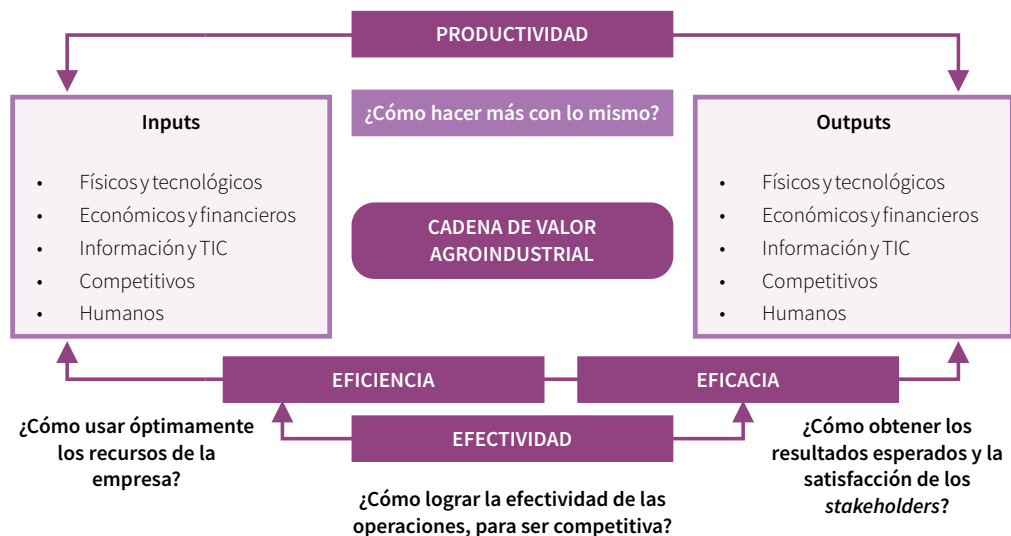 PRODUCTIVIDAD
¿Cómo hacer más con lo mismo?
Inputs
• Físicos y tecnológicos
• Económicos y financieros
• Información y TIC
• Competitivos
• Humanos
CADENA DE VALOR
AGROINDUSTRIAL
Outputs
• Físicos y tecnológicos
• Económicos y financieros
• Información y TIC
• Competitivos
• Humanos
EFICIENCIA
EFICACIA
¿Cómo usar óptimamente
los recursos de la
empresa?
EFECTIVIDAD
¿Cómo lograr la efectividad de las
operaciones, para ser competitiva?
¿Cómo obtener los
resultados esperados y la
satisfacción de los
stakeholders?